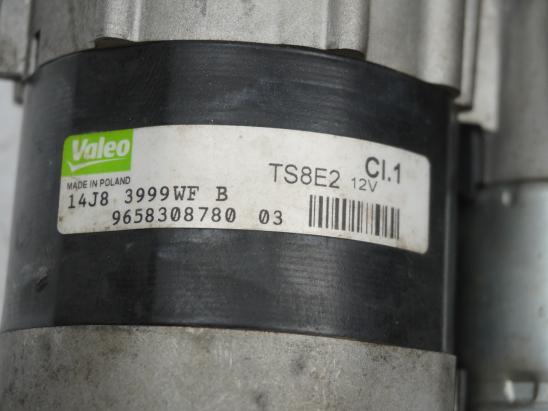 Valeo
MADE IN POLAND
TS8E2 12V Cl.1
14J8 3999WF B
9658308780 03